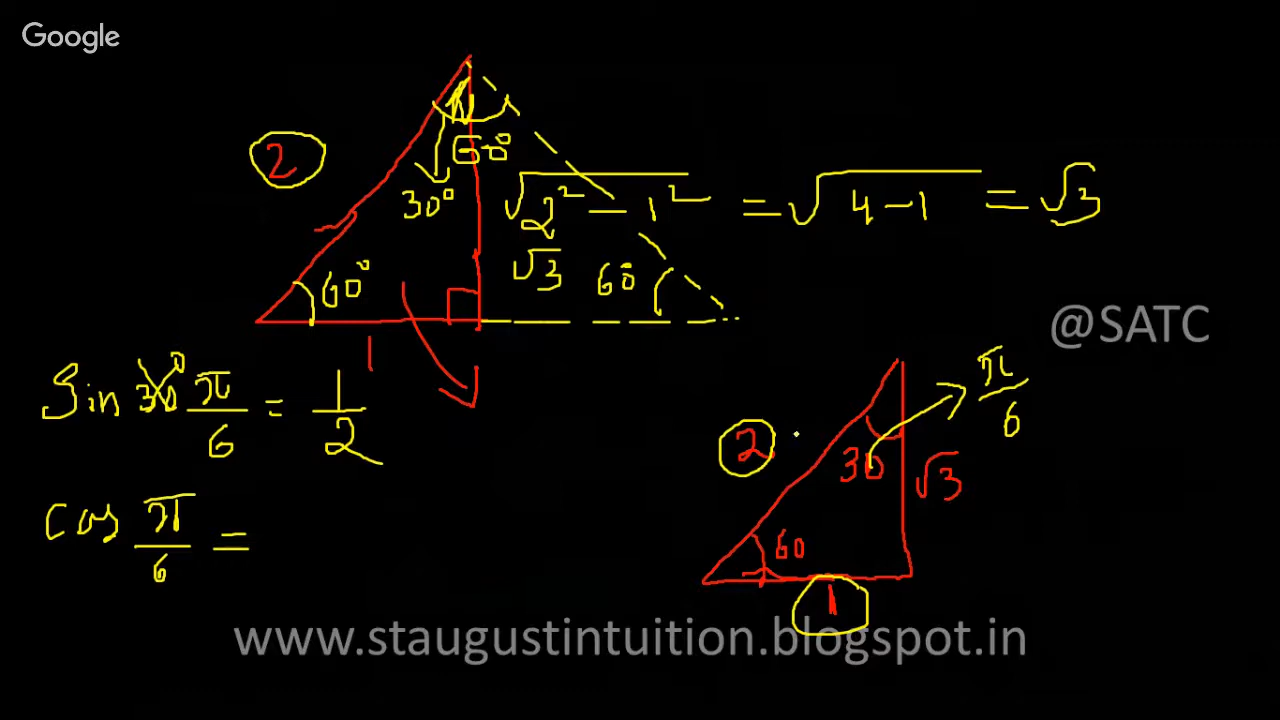 Google
2
60°
30°
√2² - 1² = √4-1 = √3
√3
60°
60°
1
@SATC
Sin 30° π/6 = 1/2
π/6
2
30
√3
cos π/6 =
60
1
www.staugustintuition.blogspot.in